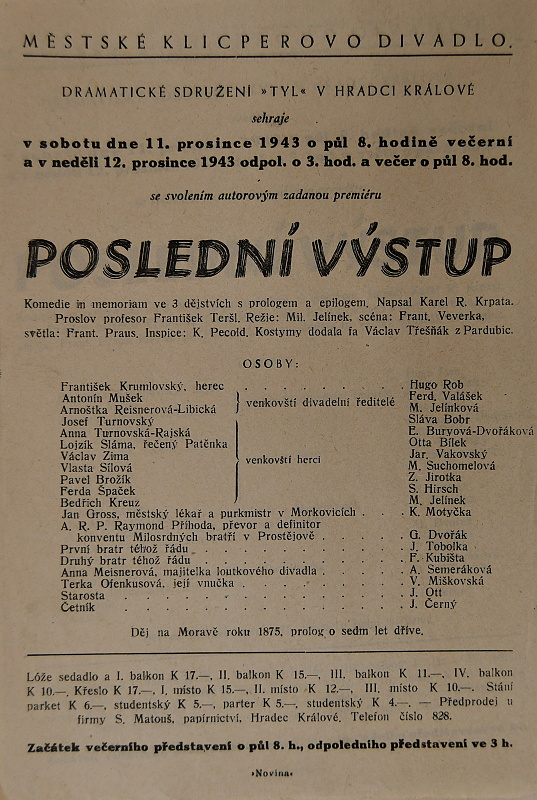 MĚSTSKÉ KLICPEROVO DIVADLO.
DRAMATICKÉ SDRUŽENÍ »TYL« V HRADCI KRÁLOVÉ
sehraje
v sobotu dne 11. prosince 1943 o půl 8. hodině večerní
a v neděli 12. prosince 1943 odpol. o 3. hod. a večer o půl 8. hod.
se svolením autorovým zadanou premiéru
POSLEDNÍ VÝSTUP
Komedie in memoriam ve 3 dějstvích s prologem a epilogem. Napsal Karel R. Krpata.
Proslov profesor František Teršl. Režie: Mil. Jelínek, scéna: Frant. Veverka,
světla: Frant. Praus. Inspice: K. Pecold. Kostymy dodala fa Václav Třešňák z Pardubic.
OSOBY:
František Krumlovský, herec . . . . . . . . Hugo Rob
Antonín Mušek } venkovští divadelní ředitelé Ferd. Valášek
Arnoštka Reisnerová-Libická M. Jelínková
Josef Turnovský Sláva Bobr
Anna Turnovská-Rajská E. Buryová-Dvořáková
Lojzík Sláma, řečený Patěnka Otta Bílek
Václav Zima } venkovští herci Jar. Vakovský
Vlasta Sílová M. Suchomelová
Pavel Brožík Z. Jirotka
Ferda Špaček S. Hirsch
Bedřich Kreuz M. Jelínek
Jan Gross, městský lékař a purkmistr v Morkovicích . . . . K. Motyčka
A. R. P. Raymond Příhoda, převor a definitor
konventu Milosrdných bratří v Prostějově . . . . . G. Dvořák
První bratr téhož řádu . . . . . . . . . . J. Tobolka
Druhý bratr téhož řádu . . . . . . . . . . F. Kubišta
Anna Meisnerová, majitelka loutkového divadla . . . . . A. Semeráková
Terka Ofenkusová, její vnučka . . . . . . . . V. Miškovská
Starosta . . . . . . . . . . . . J. Ott
Četník . . . . . . . . . . . . J. Černý
Děj na Moravě roku 1875, prolog o sedm let dříve.
Lóže sedadlo a I. balkon K 17.—, II. balkon K 15.—, III. balkon K 11.—, IV. balkon
K 10.—, Křeslo K 17.—, I. místo K 15.—, II. místo K 12.—, III. místo K 10.—. Stání
parket K 6.—, studentský K 5.—, parter K 5.—, studentský K 4.—. — Předprodej u
firmy S. Matouš, papírnictví, Hradec Králové. Telefon číslo 828.
Začátek večerního představení o půl 8. h., odpoledního představení ve 3 h.
»Novina«